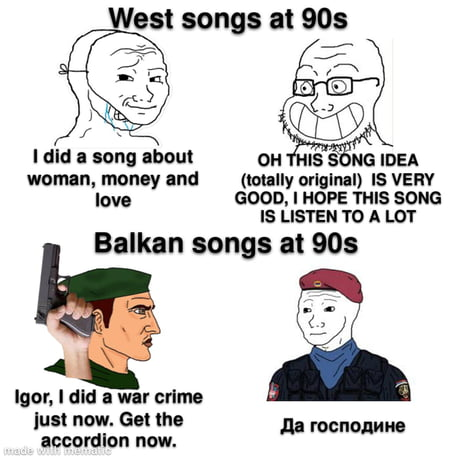 West songs at 90s
I did a song about
woman, money and
love
OH THIS SONG IDEA
(totally original) IS VERY
GOOD, I HOPE THIS SONG
IS LISTEN TO A LOT
Balkan songs at 90s
Igor, I did a war crime
just now. Get the
accordion now.
Да господине
made with mematic